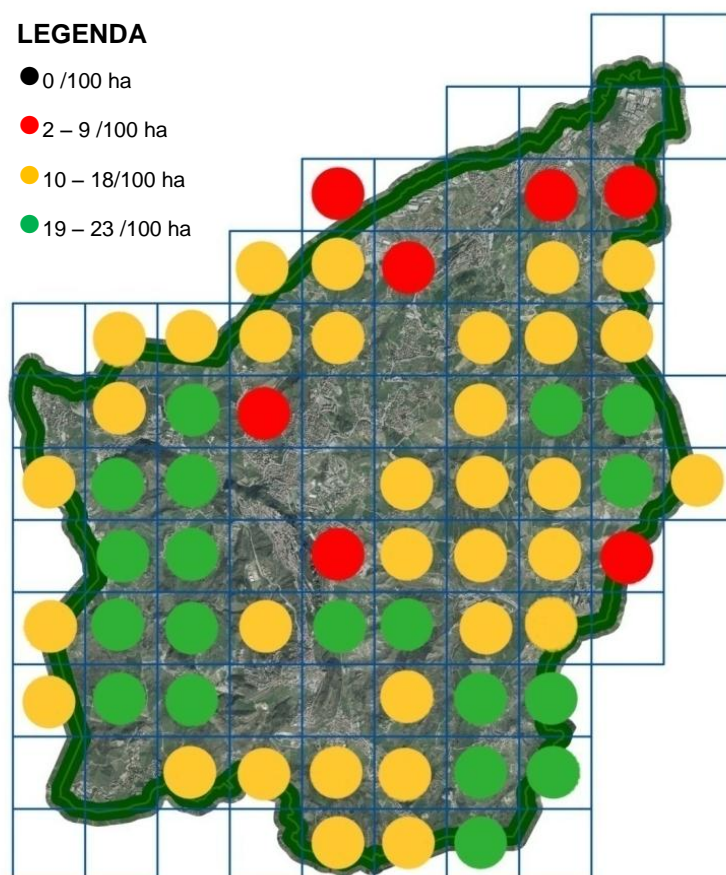 LEGENDA
0 /100 ha
2 – 9 /100 ha
10 – 18/100 ha
19 – 23 /100 ha